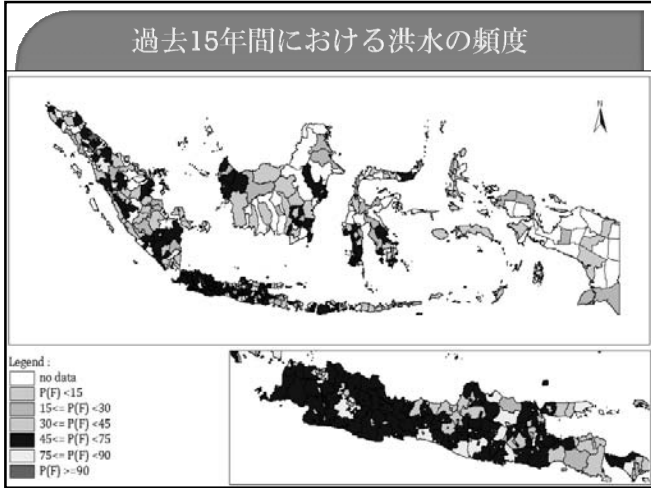 過去15年間における洪水の頻度
N
Legend :
no data
P(F) <15
15<= P(F) <30
30<= P(F) <45
45<= P(F) <75
75<= P(F) <90
P(F) >=90